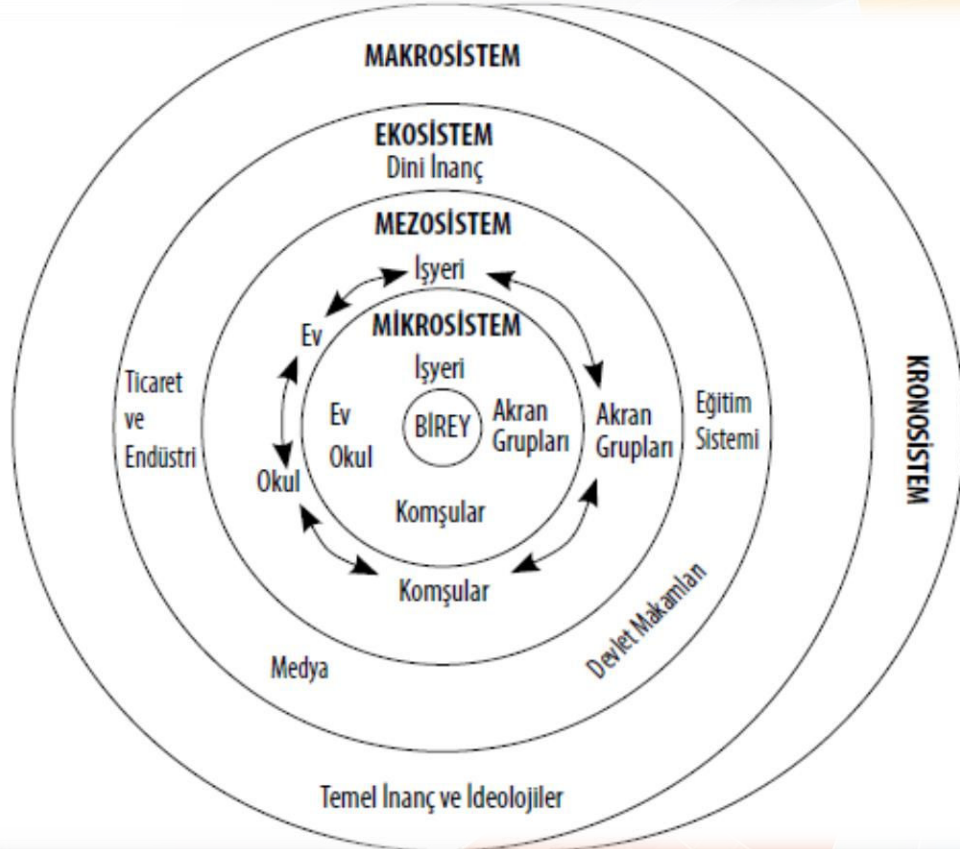 MAKROSİSTEM
EKOSİSTEM
Dini İnanç
MEZOSİSTEM
İşyeri
Ev
MİKROSİSTEM
İşyeri
Ticaret
ve
Endüstri
Ev
Okul
BİREY
Akran
Grupları
Akran
Grupları
Eğitim
Sistemi
KRONOSİSTEM
Okul
Komşular
Komşular
Medya
Devlet Makamları
Temel İnanç ve İdeolojiler